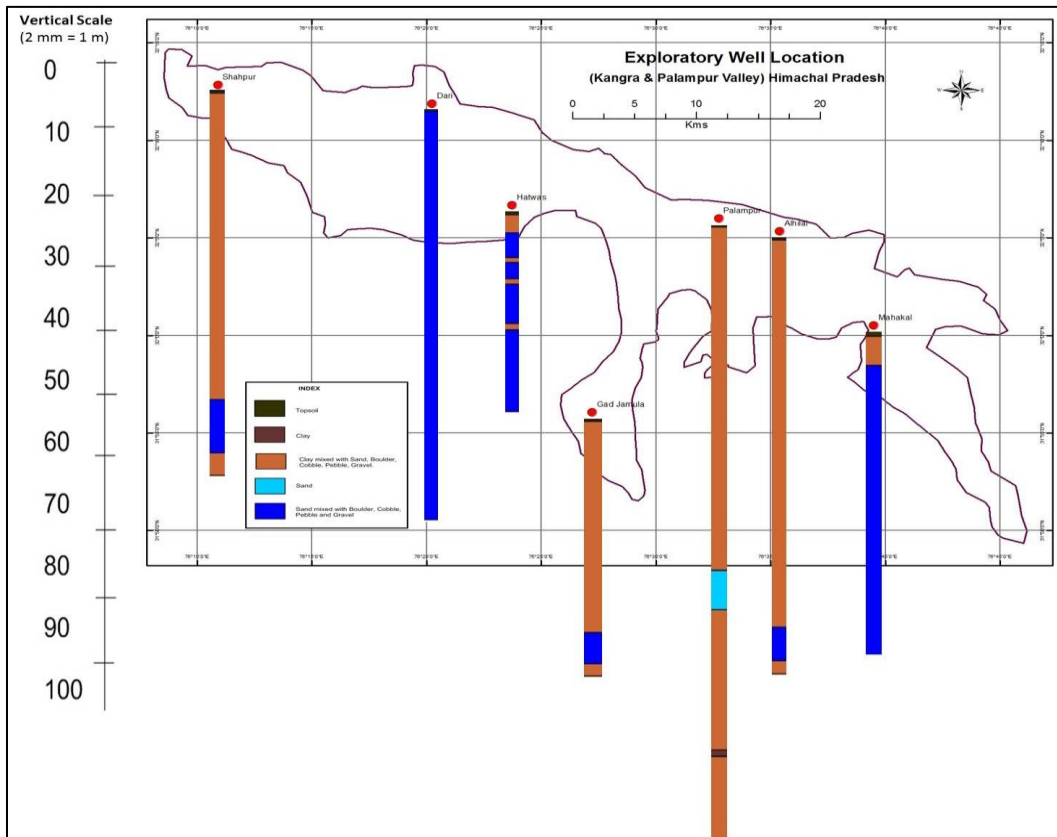 Vertical Scale
(2 mm = 1 m)
0
10
20
30
40
50
60
70
80
90
100
Exploratory Well Location
(Kangra & Palampur Valley) Himachal Pradesh
0 5 10 20
Kms
N
W E
S
Shahpur
Dari
Hatwas
Palampur
Alhilal
Mahakal
Gad Jamula
INDEX
Topsoil
Clay
Clay mixed with Sand, Boulder,
Cobble, Pebble, Gravel.
Sand
Sand mixed with Boulder, Cobble,
Pebble and Gravel